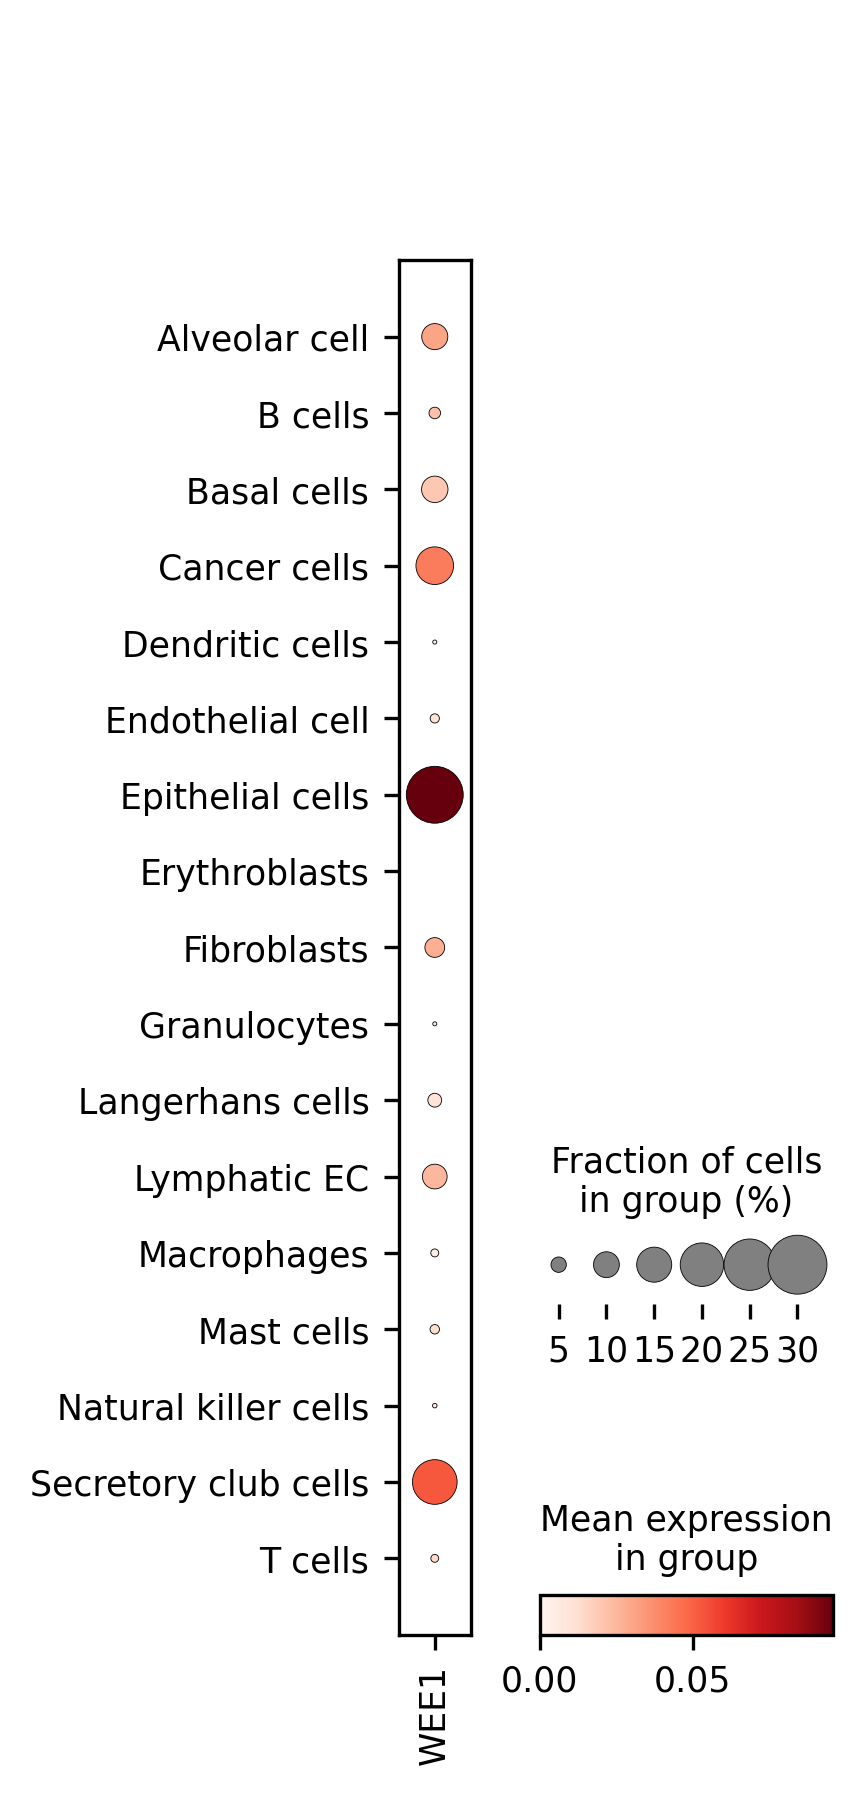 Alveolar cell
B cells
Basal cells
Cancer cells
Dendritic cells
Endothelial cell
Epithelial cells
Erythroblasts
Fibroblasts
Granulocytes
Langerhans cells
Lymphatic EC
Macrophages
Mast cells
Natural killer cells
Secretory club cells
T cells
WEE1
Fraction of cells
in group (%)
5 10 15 20 25 30
Mean expression
in group
0.00 0.05